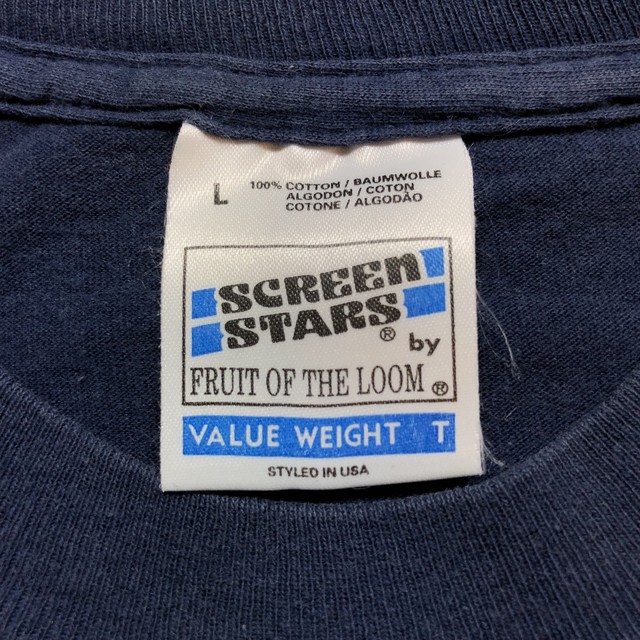 L 100% COTTON / BAUMWOLLE
ALGODON / COTON
COTONE / ALGODÃO
SCREEN
STARS ®
by
FRUIT OF THE LOOM ®
VALUE WEIGHT T
STYLED IN USA